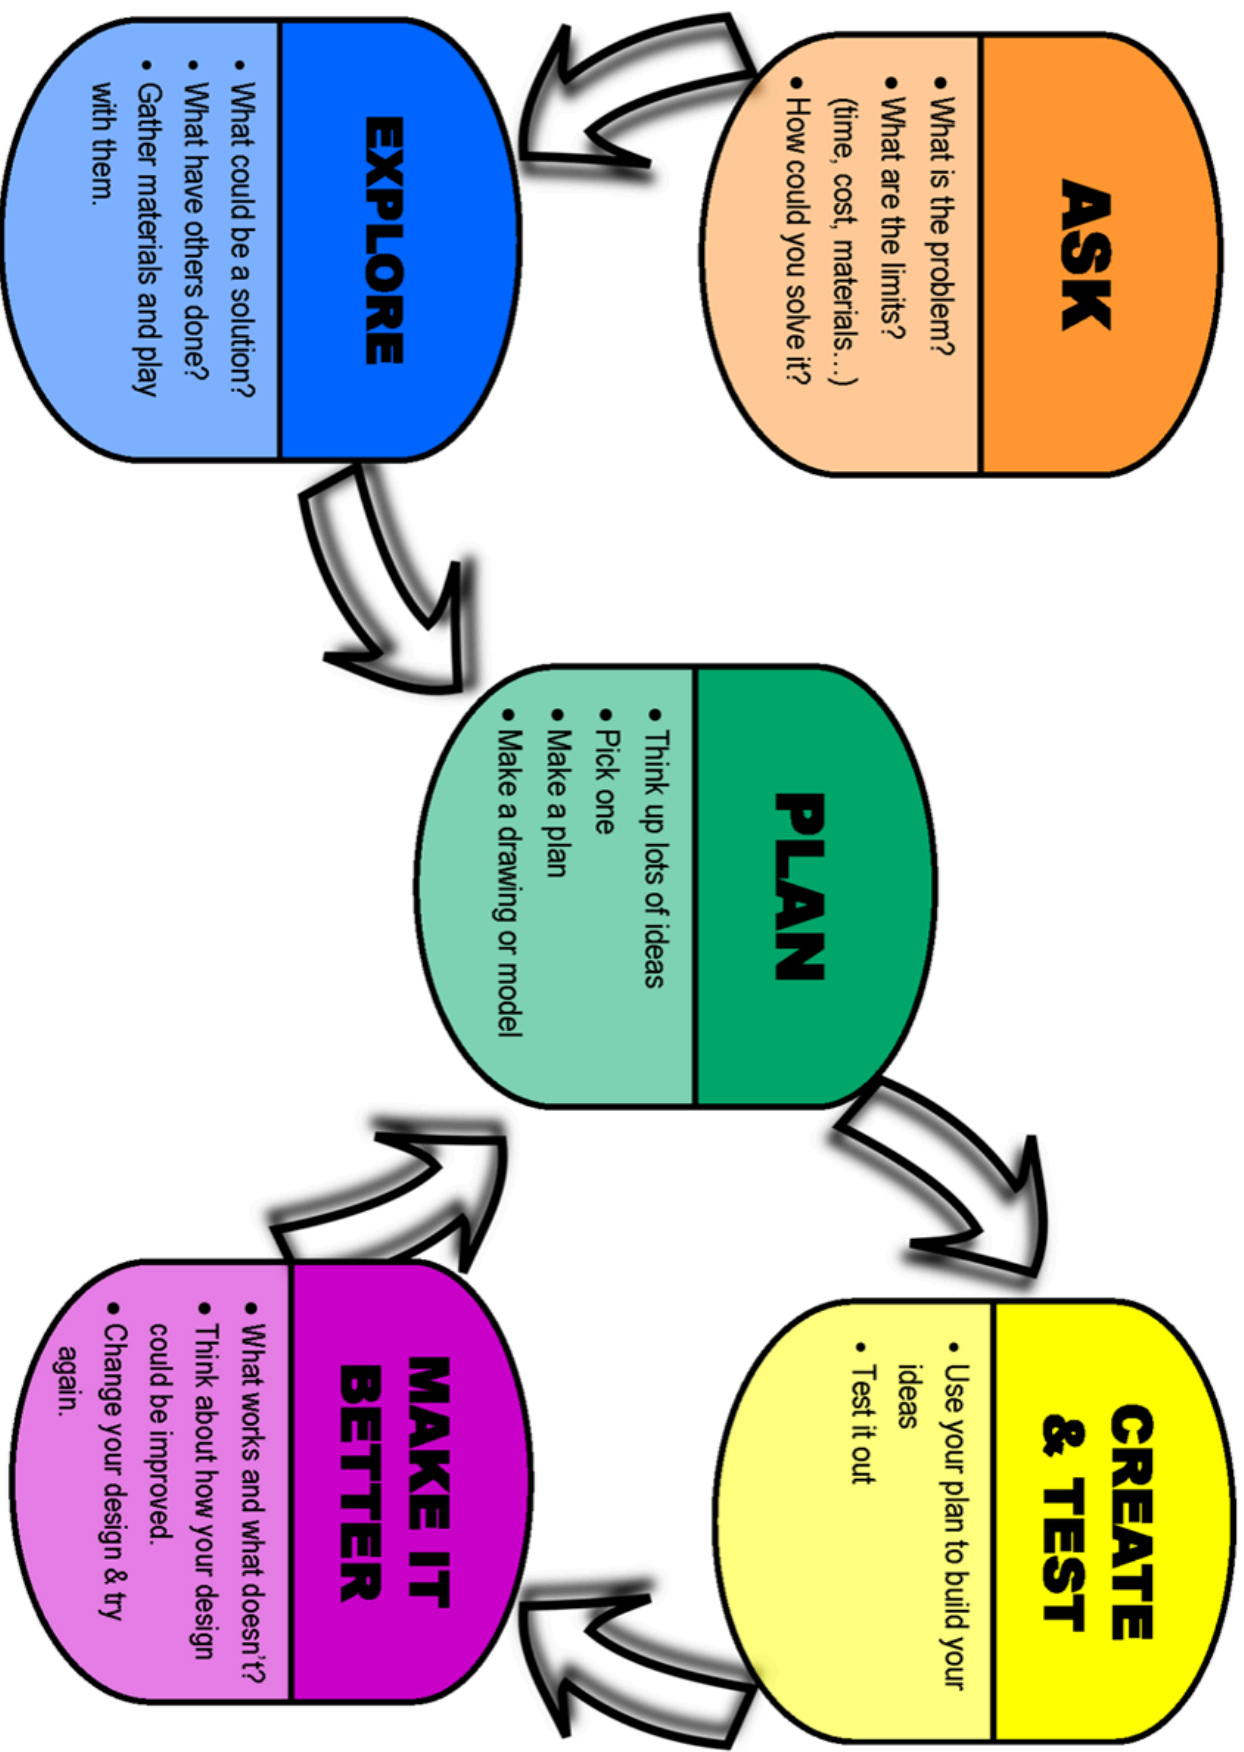 ASK
• What is the problem?
• What are the limits?
(time, cost, materials…)
• How could you solve it?
EXPLORE
• What could be a solution?
• What have others done?
• Gather materials and play
with them.
PLAN
• Think up lots of ideas
• Pick one
• Make a plan
• Make a drawing or model
CREATE
& TEST
• Use your plan to build your
ideas
• Test it out
MAKE IT
BETTER
• What works and what doesn't?
• Think about how your design
could be improved.
• Change your design & try
again.